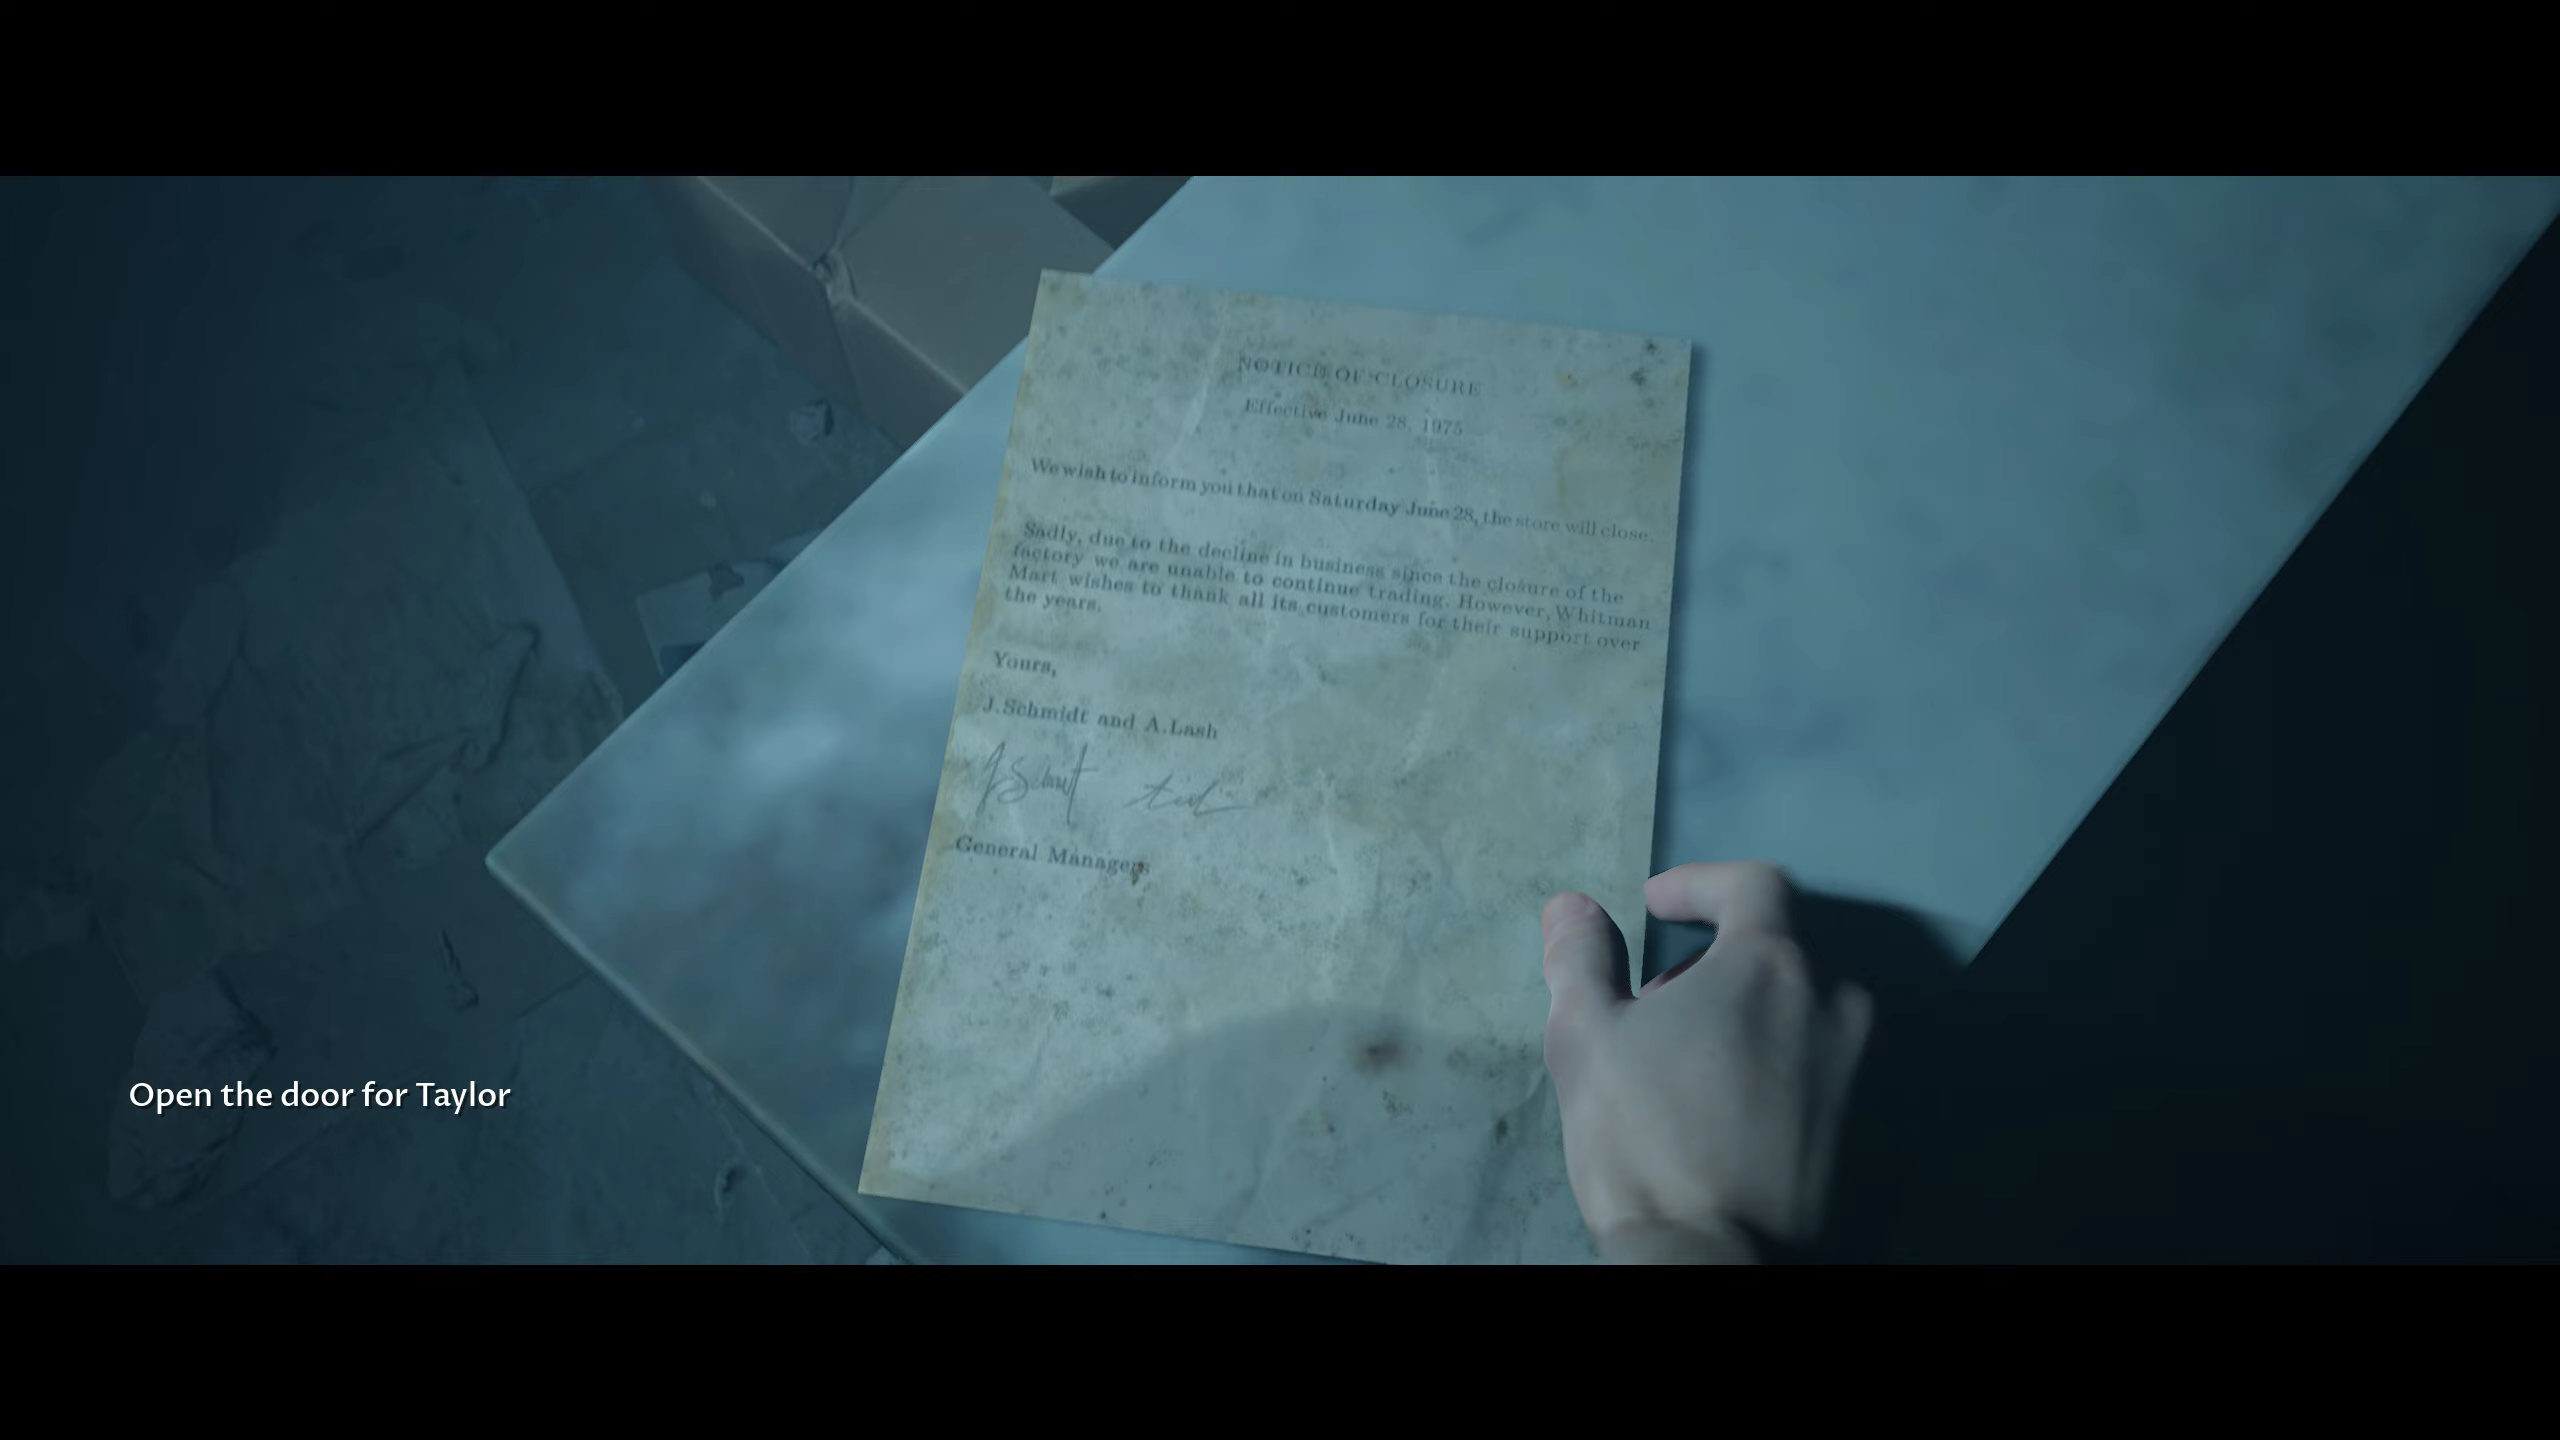 NOTICE OF CLOSURE
Effective June 28, 1975
We wish to inform you that on Saturday June 28, the store will close.
Sadly, due to the decline in business since the closure of the
factory we are unable to continue trading. However, Whitman
Mart wishes to thank all its customers for their support over
the years.
Yours,
J.Schmidt and A.Lash
General Managers
Open the door for Taylor